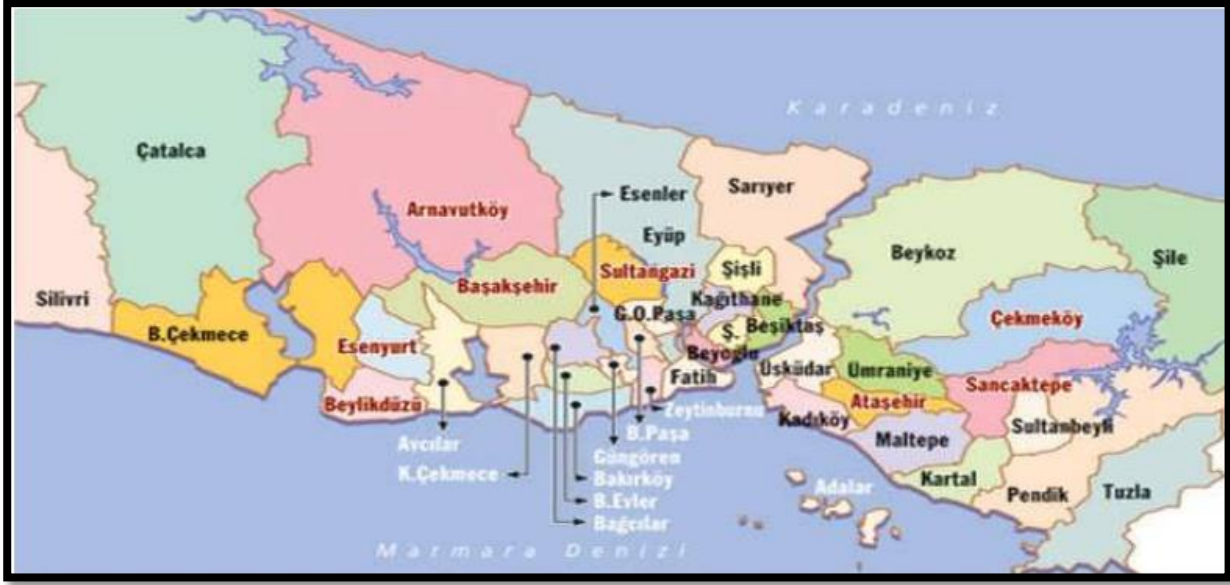 Karadeniz
Çatalca
Sarıyer
Esenler
Arnavutköy
Eyüp
Beykoz
Şile
Şişli
Sultangazi
Başakşehir
Silivri
Kağıthane
G.O.Paşa
Çekmeköy
B.Çekmece
Ş.
Beşiktaş
Esenyurt
Beyoğlu
Üsküdar
Ümraniye
Fatih
Sancaktepe
Ataşehir
Beylikdüzü
Zeytinburnu
Kadıköy
Sultanbeyli
B.Paşa
Maltepe
Avcılar
Güngören
K.Çekmece
Bakırköy
Kartal
Adalar
Pendik
Tuzla
B.Evler
Bağcılar
Marmara Denizi